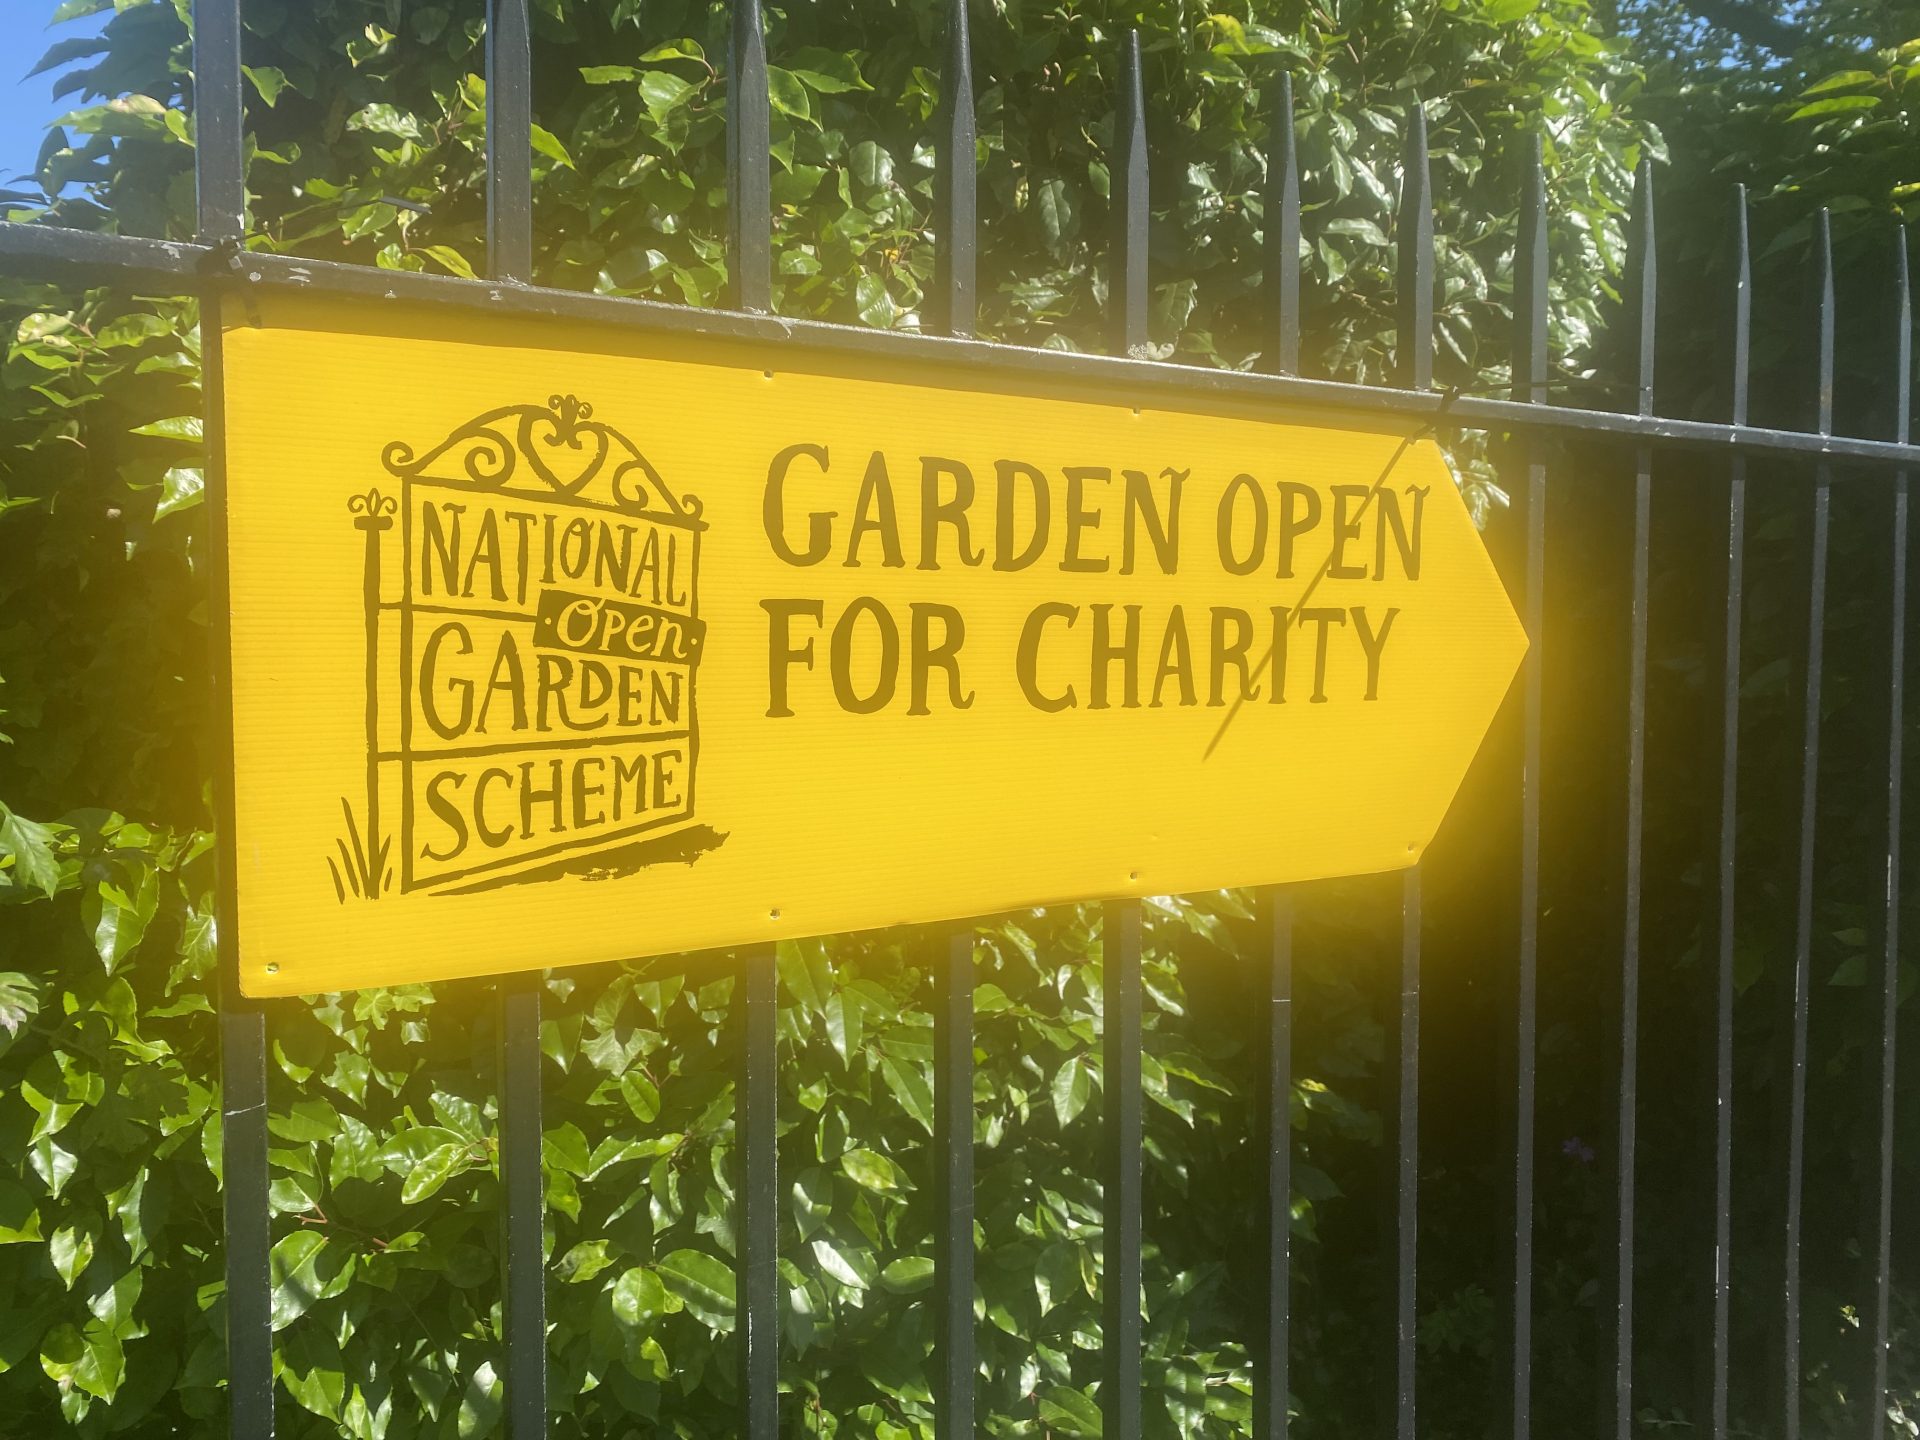 NATIONAL
Open
GARDEN
SCHEME
GARDEN OPEN
FOR CHARITY